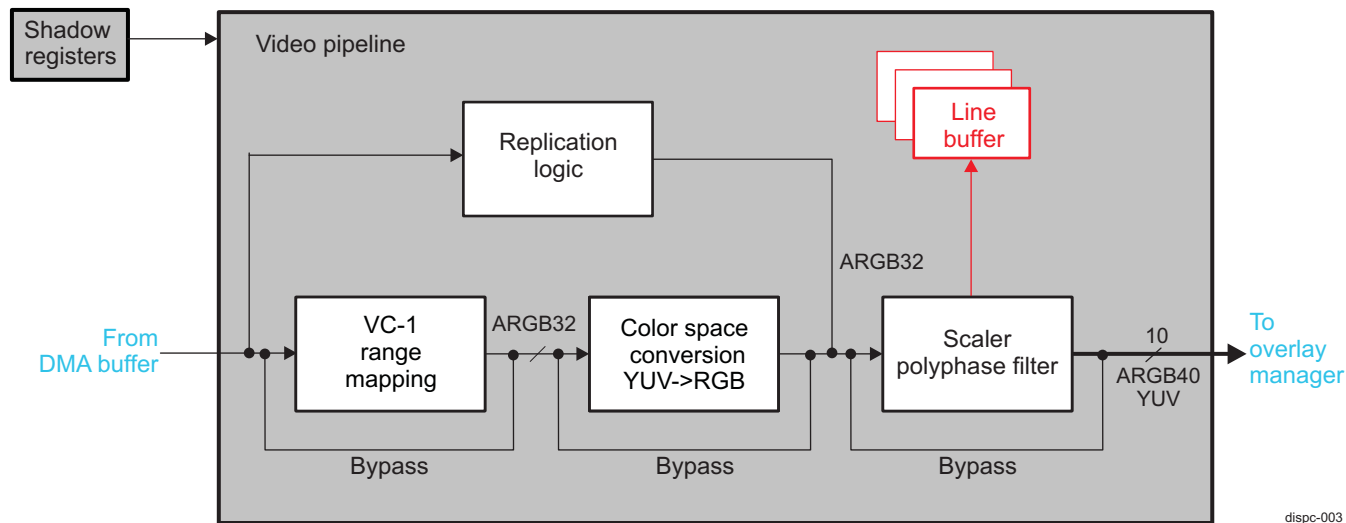 Shadow
registers
Video pipeline
Replication
logic
Line
buffer
ARGB32
From
DMA buffer
VC-1
range
mapping
ARGB32
Color space
conversion
YUV->RGB
Scaler
polyphase filter
10
ARGB40
YUV
To
overlay
manager
Bypass
Bypass
Bypass
dispc-003